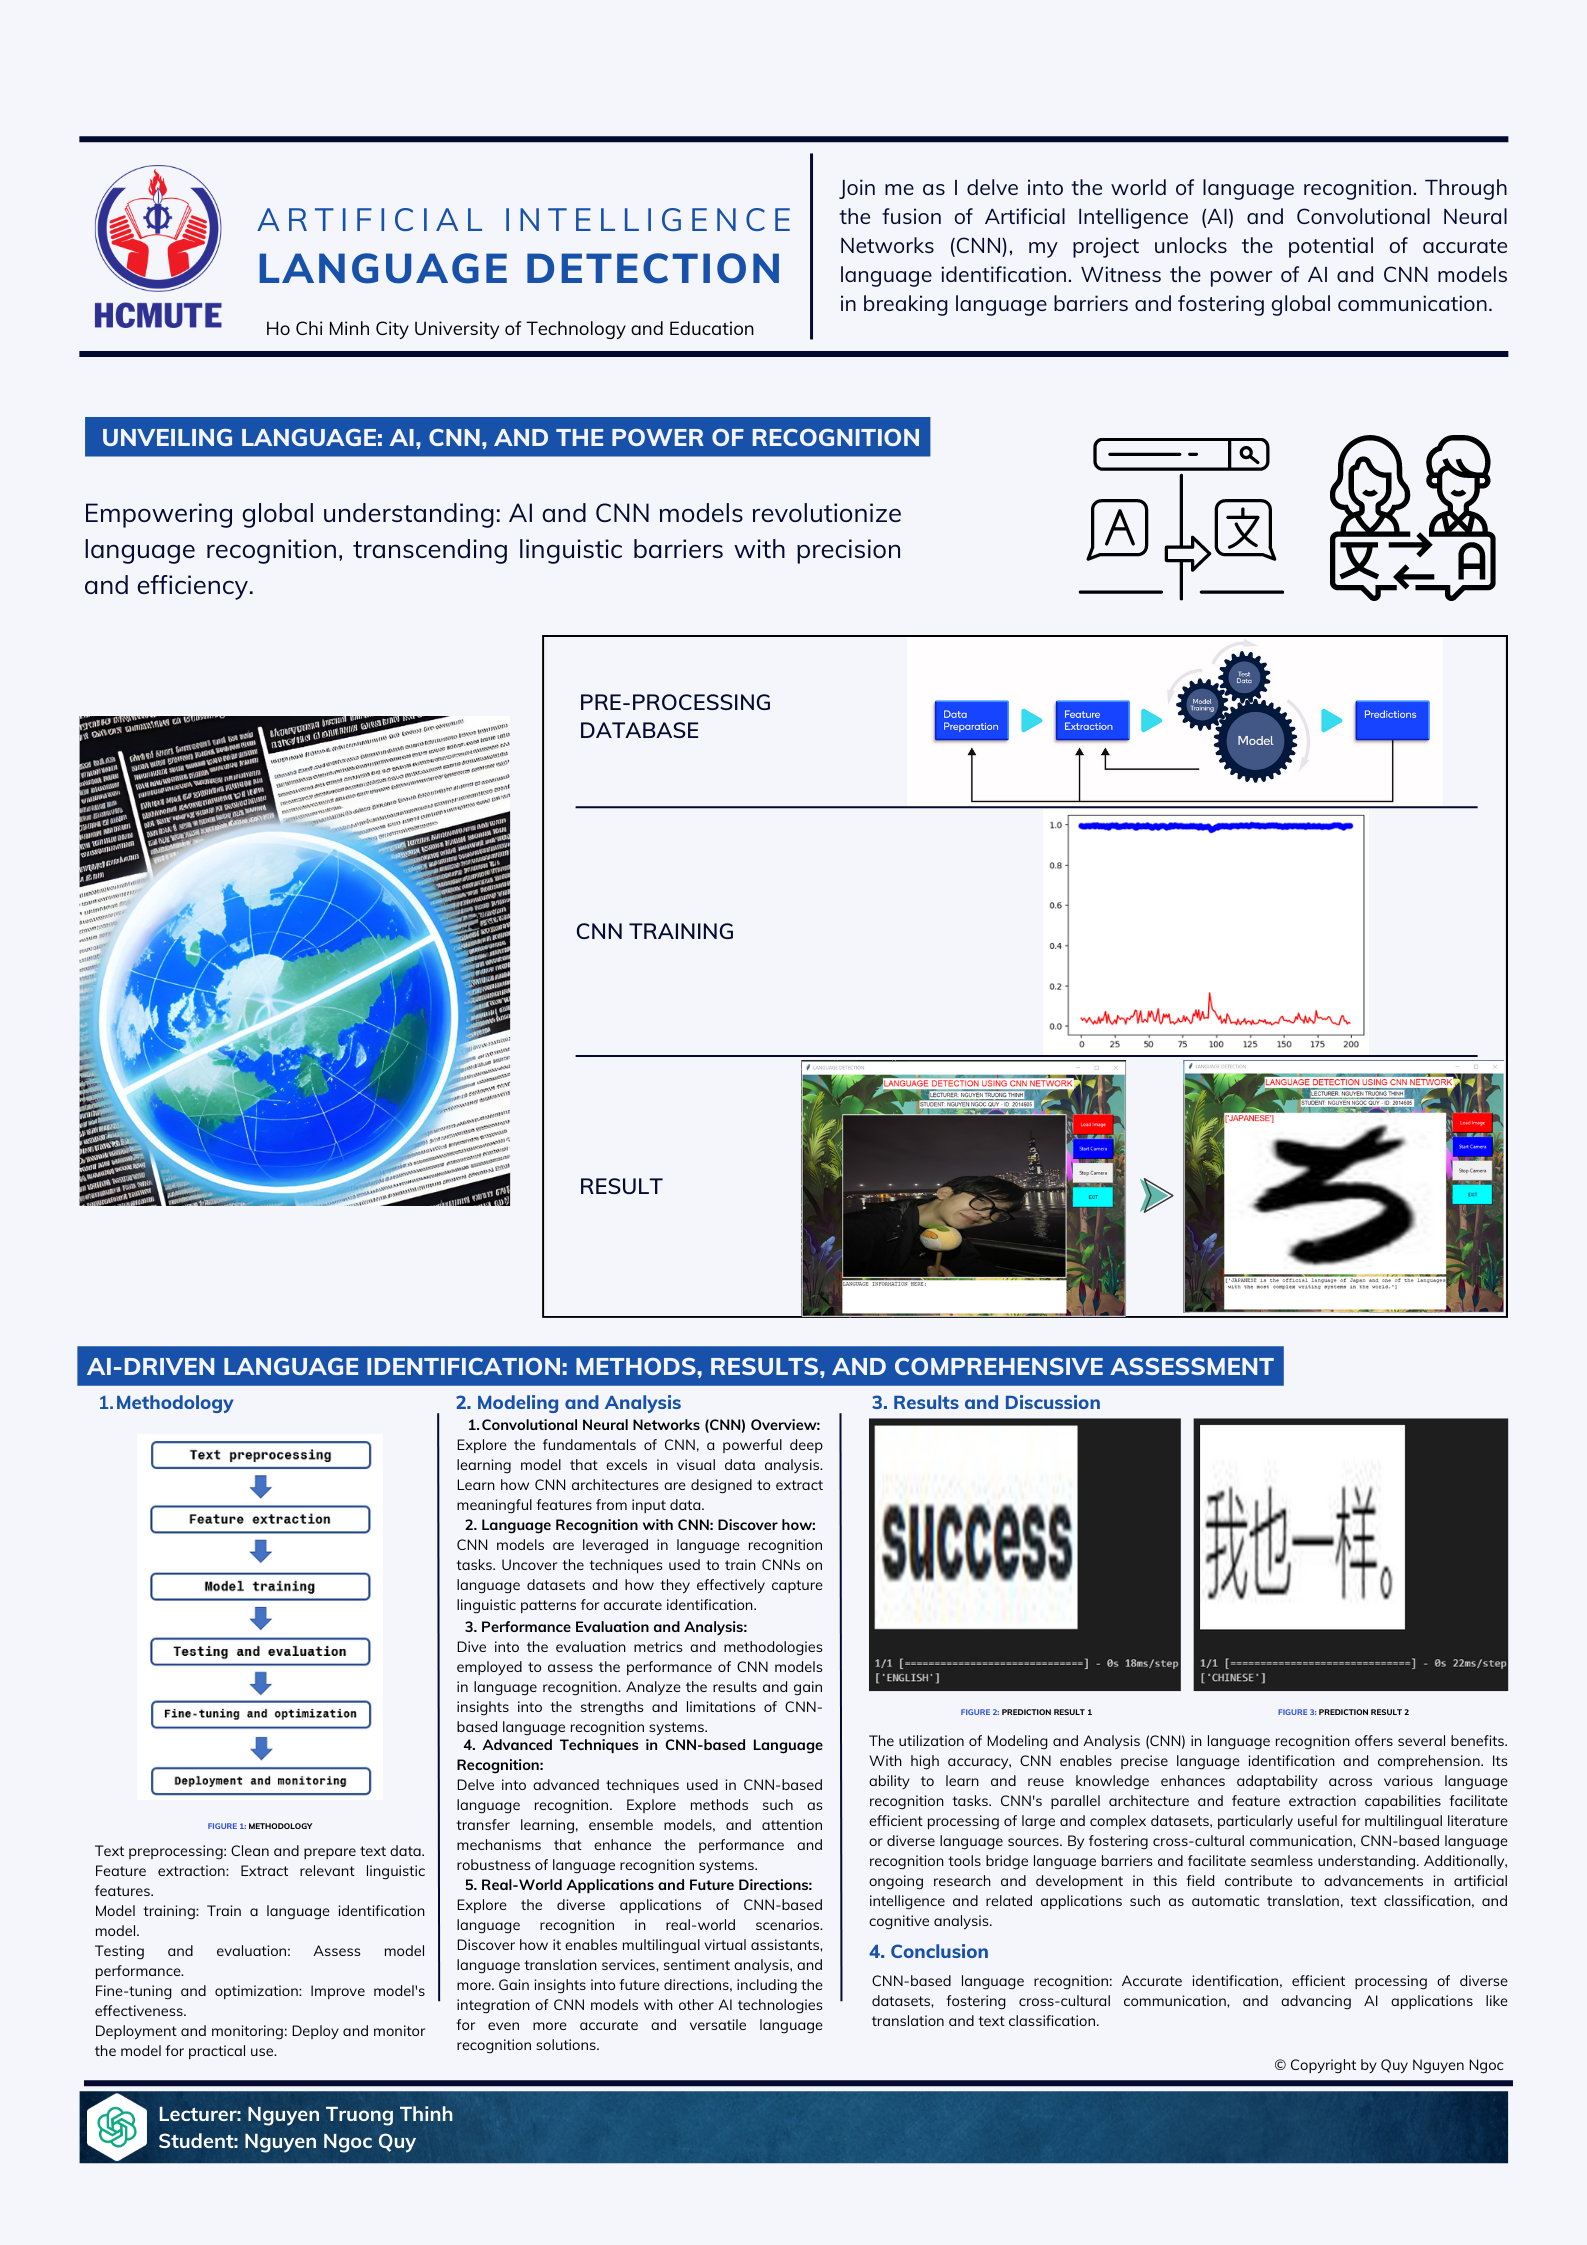 HCMUTE
ARTIFICIAL INTELLIGENCE
LANGUAGE DETECTION
Ho Chi Minh City University of Technology and Education
Join me as I delve into the world of language recognition. Through
the fusion of Artificial Intelligence (AI) and Convolutional Neural
Networks (CNN), my project unlocks the potential of accurate
language identification. Witness the power of AI and CNN models
in breaking language barriers and fostering global communication.
UNVEILING LANGUAGE: AI, CNN, AND THE POWER OF RECOGNITION
Empowering global understanding: AI and CNN models revolutionize
language recognition, transcending linguistic barriers with precision
and efficiency.
A 文
文 A
PRE-PROCESSING
DATABASE
Data
Preparation
Feature
Extraction
Model
Training
Test
Data
Model
Predictions
CNN TRAINING
1.0
0.8
0.6
0.4
0.2
0.0
0 25 50 75 100 125 150 175 200
RESULT
LANGUAGE DETECTION
LANGUAGE DETECTION USING CNN NETWORK
LECTURER: NGUYEN TRUONG THINH
STUDENT: NGUYEN NGOC QUY - ID: 2014605
Load Image
Start Camera
Stop Camera
EXIT
LANGUAGE INFORMATION HERE:
LANGUAGE DETECTION
LANGUAGE DETECTION USING CNN NETWORK
LECTURER: NGUYEN TRUONG THINH
STUDENT: NGUYEN NGOC QUY - ID: 2014605
['JAPANESE']
ろ
Load Image
Start Camera
Stop Camera
EXIT
['JAPANESE is the official language of Japan and one of the languages
with the most complex writing systems in the world.']
AI-DRIVEN LANGUAGE IDENTIFICATION: METHODS, RESULTS, AND COMPREHENSIVE ASSESSMENT
1. Methodology
Text preprocessing
Feature extraction
Model training
Testing and evaluation
Fine-tuning and optimization
Deployment and monitoring
FIGURE 1: METHODOLOGY
Text preprocessing: Clean and prepare text data.
Feature extraction: Extract relevant linguistic
features.
Model training: Train a language identification
model.
Testing and evaluation: Assess model
performance.
Fine-tuning and optimization: Improve model's
effectiveness.
Deployment and monitoring: Deploy and monitor
the model for practical use.
2. Modeling and Analysis
1. Convolutional Neural Networks (CNN) Overview:
Explore the fundamentals of CNN, a powerful deep
learning model that excels in visual data analysis.
Learn how CNN architectures are designed to extract
meaningful features from input data.
2. Language Recognition with CNN: Discover how:
CNN models are leveraged in language recognition
tasks. Uncover the techniques used to train CNNs on
language datasets and how they effectively capture
linguistic patterns for accurate identification.
3. Performance Evaluation and Analysis:
Dive into the evaluation metrics and methodologies
employed to assess the performance of CNN models
in language recognition. Analyze the results and gain
insights into the strengths and limitations of CNN-
based language recognition systems.
4. Advanced Techniques in CNN-based Language
Recognition:
Delve into advanced techniques used in CNN-based
language recognition. Explore methods such as
transfer learning, ensemble models, and attention
mechanisms that enhance the performance and
robustness of language recognition systems.
5. Real-World Applications and Future Directions:
Explore the diverse applications of CNN-based
language recognition in real-world scenarios.
Discover how it enables multilingual virtual assistants,
language translation services, sentiment analysis, and
more. Gain insights into future directions, including the
integration of CNN models with other AI technologies
for even more accurate and versatile language
recognition solutions.
3. Results and Discussion
success
1/1 [==============================] - 0s 18ms/step
['ENGLISH']
我也一样。
1/1 [==============================] - 0s 22ms/step
['CHINESE']
FIGURE 2: PREDICTION RESULT 1
FIGURE 3: PREDICTION RESULT 2
The utilization of Modeling and Analysis (CNN) in language recognition offers several benefits.
With high accuracy, CNN enables precise language identification and comprehension. Its
ability to learn and reuse knowledge enhances adaptability across various language
recognition tasks. CNN's parallel architecture and feature extraction capabilities facilitate
efficient processing of large and complex datasets, particularly useful for multilingual literature
or diverse language sources. By fostering cross-cultural communication, CNN-based language
recognition tools bridge language barriers and facilitate seamless understanding. Additionally,
ongoing research and development in this field contribute to advancements in artificial
intelligence and related applications such as automatic translation, text classification, and
cognitive analysis.
4. Conclusion
CNN-based language recognition: Accurate identification, efficient processing of diverse
datasets, fostering cross-cultural communication, and advancing AI applications like
translation and text classification.
© Copyright by Quy Nguyen Ngoc
Lecturer: Nguyen Truong Thinh
Student: Nguyen Ngoc Quy